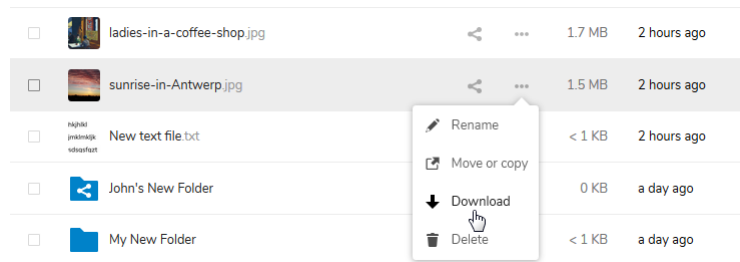 ladies-in-a-coffee-shop.jpg 1.7 MB 2 hours ago
sunrise-in-Antwerp.jpg 1.5 MB 2 hours ago
hkjhlkl
jmklmkljk
New text file.txt < 1 KB 2 hours ago
Rename
Move or copy
John's New Folder 0 KB a day ago
Download
My New Folder < 1 KB a day ago
Delete